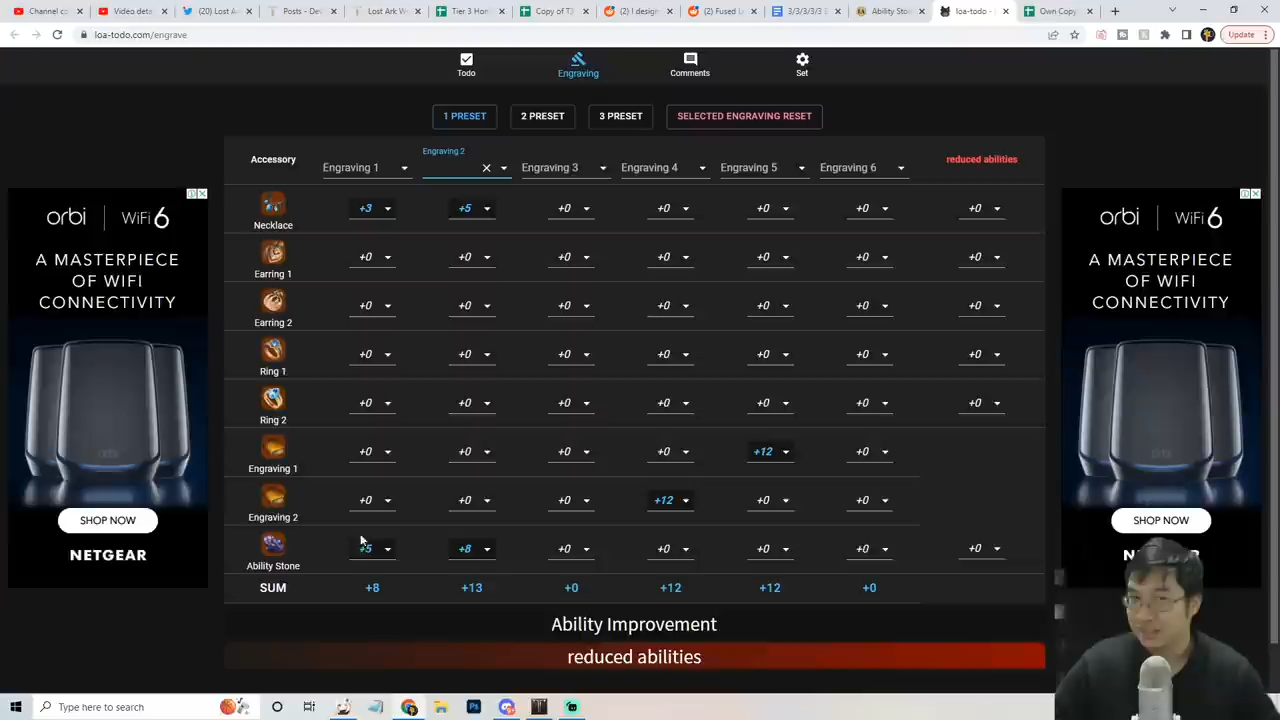 Channel co
Video deta
(20) Lost A
Posts - De
Lost Ark W
Tier 3 Hon
Copy of T3
(2) I design
(2) Fused L
3/3/3/3/3 E
Ability Sto
loa-todo -
Own Copy
loa-todo.com/engrave
Update
Todo
Engraving
Comments
Set
1 PRESET
2 PRESET
3 PRESET
SELECTED ENGRAVING RESET
Accessory
Engraving 1
Engraving 2
Engraving 3
Engraving 4
Engraving 5
Engraving 6
reduced abilities
Necklace +3 +5 +0 +0 +0 +0 +0
Earring 1 +0 +0 +0 +0 +0 +0 +0
Earring 2 +0 +0 +0 +0 +0 +0 +0
Ring 1 +0 +0 +0 +0 +0 +0 +0
Ring 2 +0 +0 +0 +0 +0 +0 +0
Engraving 1 +0 +0 +0 +0 +12 +0
Engraving 2 +0 +0 +0 +12 +0 +0
Ability Stone +5 +8 +0 +0 +0 +0 +0
SUM +8 +13 +0 +12 +12 +0
Ability Improvement
reduced abilities
orbi WiFi 6
A MASTERPIECE
OF WIFI
CONNECTIVITY
SHOP NOW
NETGEAR
orbi WiFi 6
A MASTERPIECE
OF WIFI
CONNECTIVITY
SHOP NOW
Type here to search